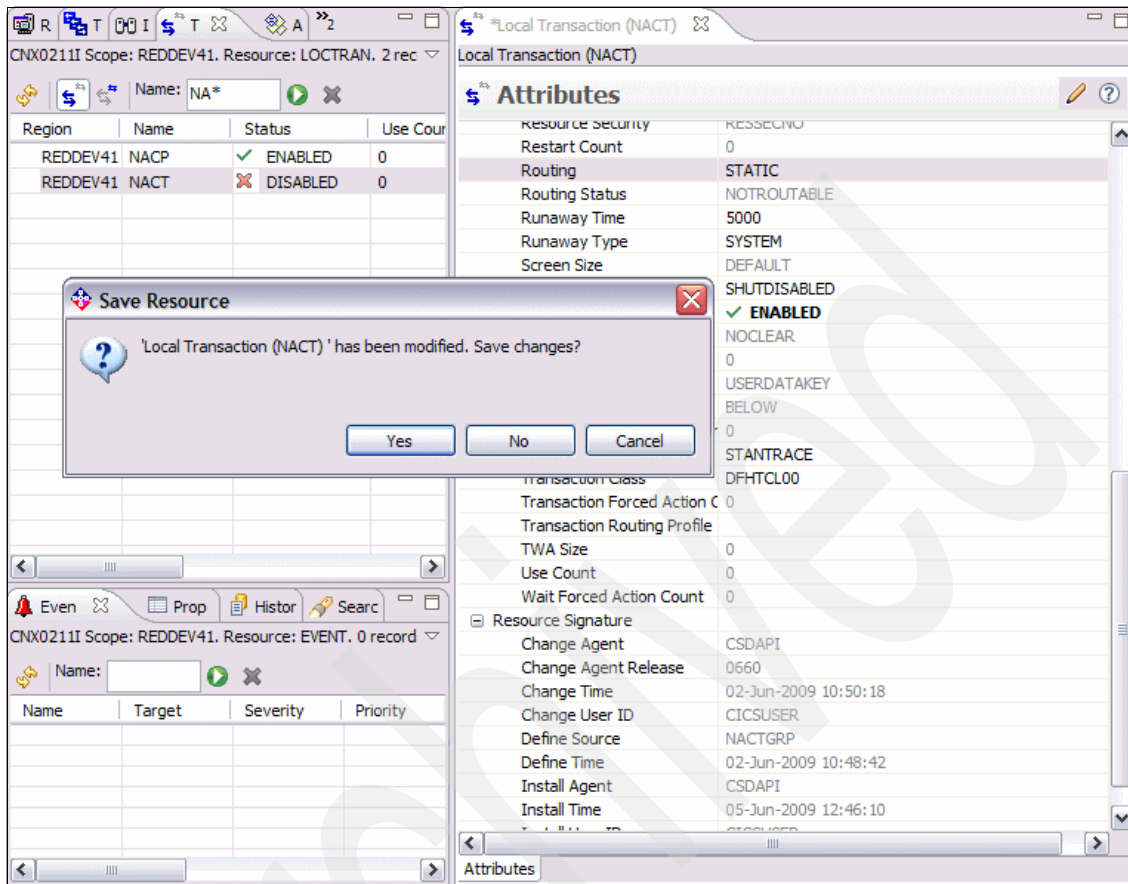 R T I T A »2
CNX0211I Scope: REDDEV41. Resource: LOCTRAN. 2 rec
Name: NA*
Region Name Status Use Cour
REDDEV41 NACP ENABLED 0
REDDEV41 NACT DISABLED 0
*Local Transaction (NACT)
Local Transaction (NACT)
Attributes
Resource Security RESSECNO
Restart Count 0
Routing STATIC
Routing Status NOTROUTABLE
Runaway Time 5000
Runaway Type SYSTEM
Screen Size DEFAULT
SHUTDISABLED
ENABLED
NOCLEAR
0
USERDATAKEY
BELOW
0
STANTRACE
Transaction Class DFHTCL00
Transaction Forced Action C 0
Transaction Routing Profile
TWA Size 0
Use Count 0
Wait Forced Action Count 0
Resource Signature
Change Agent CSDAPI
Change Agent Release 0660
Change Time 02-Jun-2009 10:50:18
Change User ID CICSUSER
Define Source NACTGRP
Define Time 02-Jun-2009 10:48:42
Install Agent CSDAPI
Install Time 05-Jun-2009 12:46:10
Attributes
Save Resource
'Local Transaction (NACT) ' has been modified. Save changes?
Yes No Cancel
Even Prop Histor Searc
CNX0211I Scope: REDDEV41. Resource: EVENT. 0 record
Name:
Name Target Severity Priority
Archived